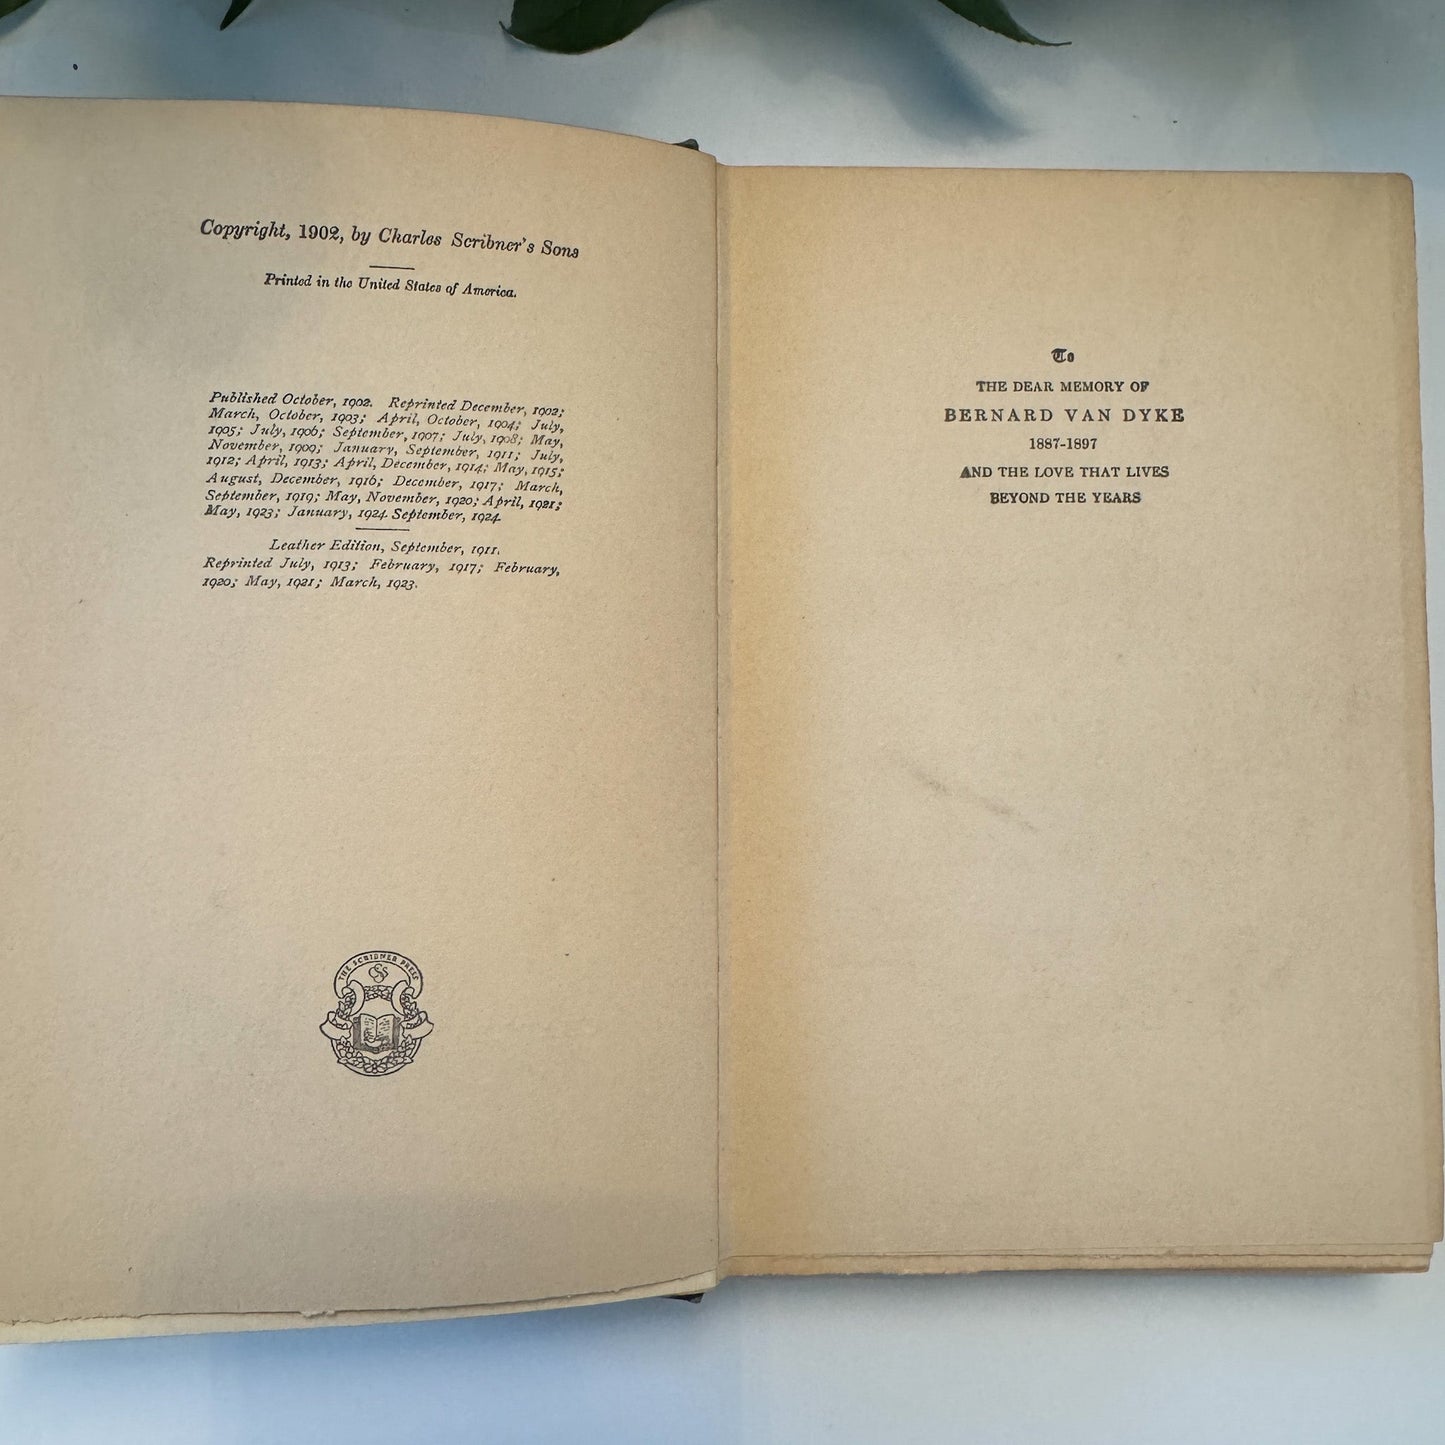 Copyright, 1902, by Charles Scribner's Sons
Printed in the United States of America.
Published October, 1902. Reprinted December, 1902;
March, October, 1903; April, October, 1904; July,
1905; July, 1906; September, 1907; July, 1908; May,
November, 1909; January, September, 1911; July,
1912; April, 1913; April, December, 1914; May, 1915;
August, December, 1916; December, 1917; March,
September, 1919; May, November, 1920; April, 1921;
May, 1923; January, 1924. September, 1924.
Leather Edition, September, 1911.
Reprinted July, 1913; February, 1917; February,
1920; May, 1921; March, 1923.
THE SCRIBNER PRESS
CSS
To
THE DEAR MEMORY OF
BERNARD VAN DYKE
1887-1897
AND THE LOVE THAT LIVES
BEYOND THE YEARS